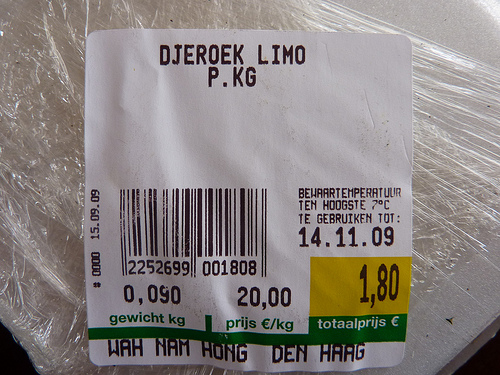 DJEROEK LIMO
P.KG
# 0000 15.09.09
BEWAARTEMPERATUUR
TEN HOOGSTE 7°C
TE GEBRUIKEN TOT:
14.11.09
2252699 001808
0,090 20,00 1,80
gewicht kg prijs €/kg totaalprijs €
WAH NAM HONG DEN HAAG